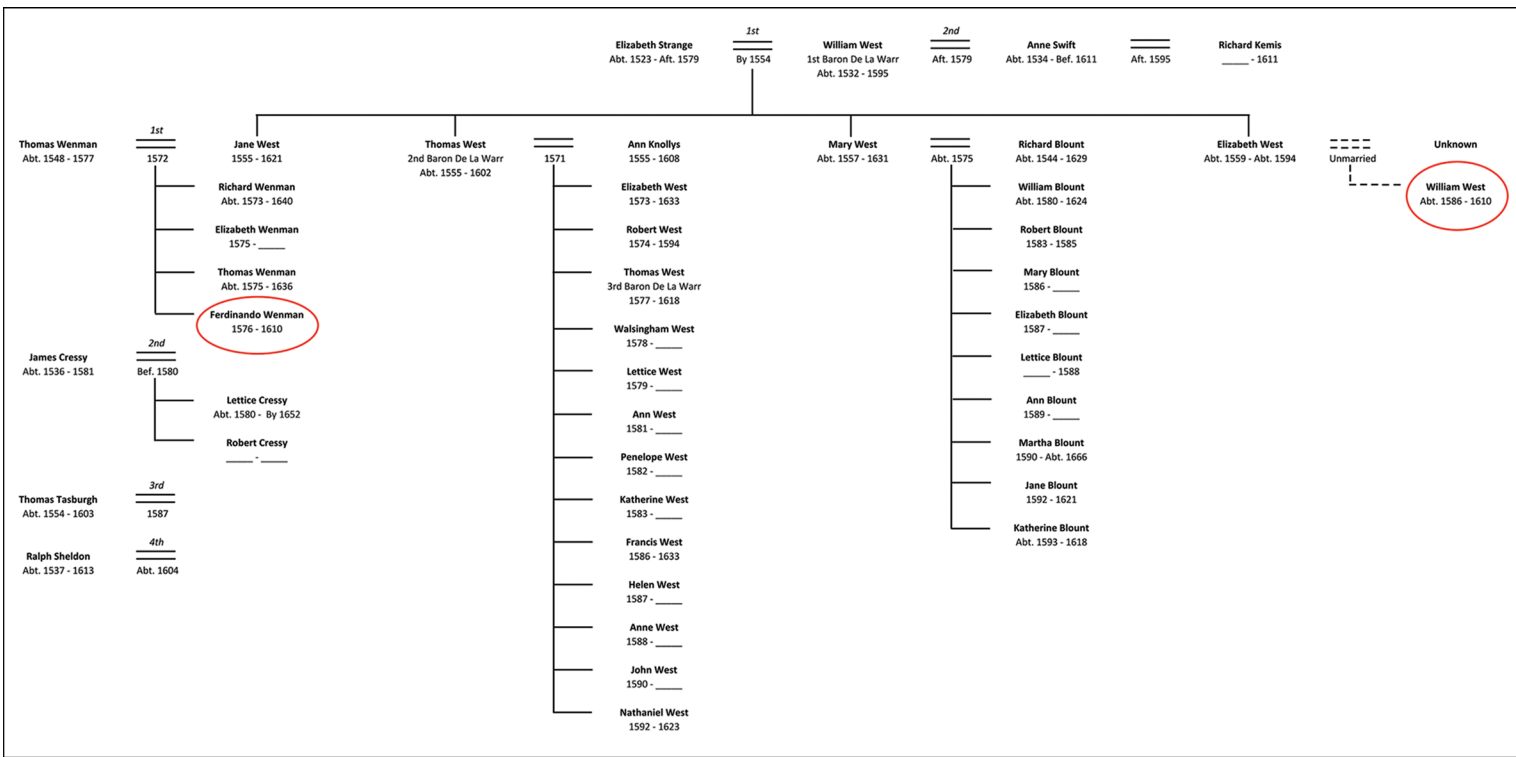 1st
2nd
Elizabeth Strange
William West
Anne Swift
Richard Kemis
Abt. 1523 - Aft. 1579
By 1554
1st Baron De La Warr
Aft. 1579
Abt. 1534 - Bef. 1611
Aft. 1595
_____ - 1611
Abt. 1532 - 1595
1st
Thomas Wenman
Abt. 1548 - 1577
1572
Jane West
1555 - 1621
Thomas West
2nd Baron De La Warr
Abt. 1555 - 1602
1571
Ann Knollys
1555 - 1608
Mary West
Abt. 1557 - 1631
Abt. 1575
Richard Blount
Abt. 1544 - 1629
Elizabeth West
Abt. 1559 - Abt. 1594
Unmarried
Unknown
Richard Wenman
Abt. 1573 - 1640
Elizabeth Wenman
1575 - _____
Thomas Wenman
Abt. 1575 - 1636
Ferdinando Wenman
1576 - 1610
2nd
James Cressy
Abt. 1536 - 1581
Bef. 1580
Lettice Cressy
Abt. 1580 - By 1652
Robert Cressy
_____ - _____
3rd
Thomas Tasburgh
Abt. 1554 - 1603
1587
4th
Ralph Sheldon
Abt. 1537 - 1613
Abt. 1604
Elizabeth West
1573 - 1633
Robert West
1574 - 1594
Thomas West
3rd Baron De La Warr
1577 - 1618
Walsingham West
1578 - _____
Lettice West
1579 - _____
Ann West
1581 - _____
Penelope West
1582 - _____
Katherine West
1583 - _____
Francis West
1586 - 1633
Helen West
1587 - _____
Anne West
1588 - _____
John West
1590 - _____
Nathaniel West
1592 - 1623
William Blount
Abt. 1580 - 1624
Robert Blount
1583 - 1585
Mary Blount
1586 - _____
Elizabeth Blount
1587 - _____
Lettice Blount
_____ - 1588
Ann Blount
1589 - _____
Martha Blount
1590 - Abt. 1666
Jane Blount
1592 - 1621
Katherine Blount
Abt. 1593 - 1618
William West
Abt. 1586 - 1610